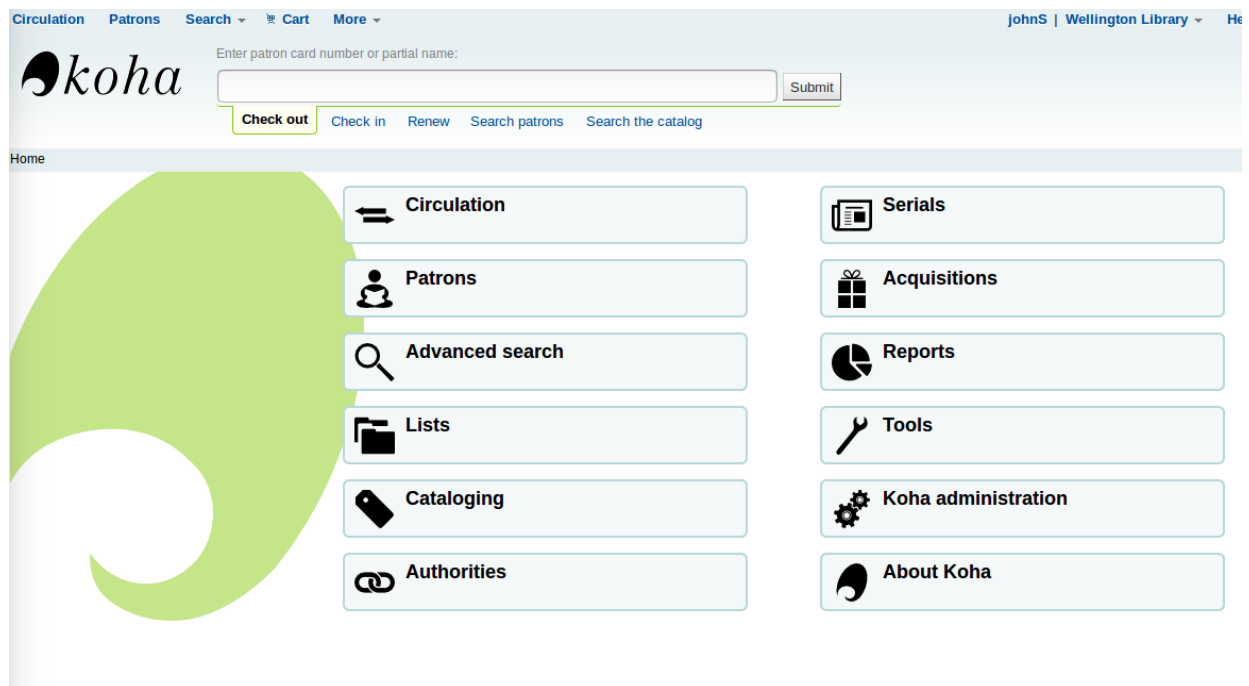 Circulation Patrons Search Cart More johnS | Wellington Library He
Enter patron card number or partial name:
koha
Submit
Check out Check in Renew Search patrons Search the catalog
Home
Circulation
Serials
Patrons
Acquisitions
Advanced search
Reports
Lists
Tools
Cataloging
Koha administration
Authorities
About Koha